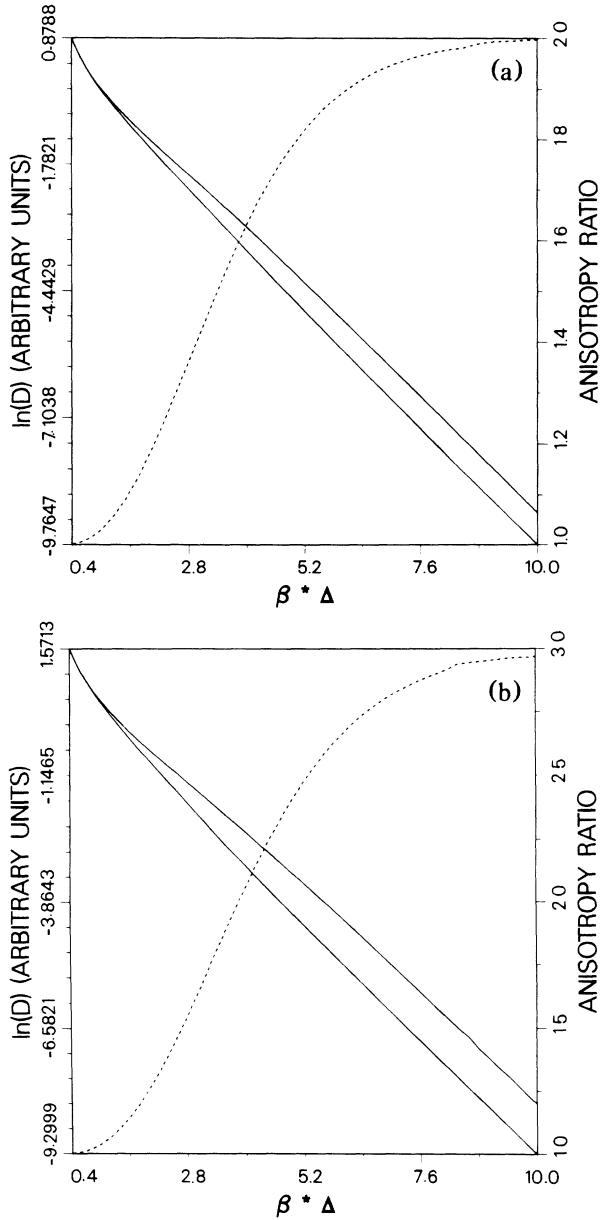 (a)
ln(D) (ARBITRARY UNITS)
0.8788
-1.7821
-4.4429
-7.1038
-9.7647
ANISOTROPY RATIO
2.0
1.8
1.6
1.4
1.2
1.0
0.4 2.8 5.2 7.6 10.0
β * Δ
(b)
ln(D) (ARBITRARY UNITS)
1.5713
-1.1465
-3.8643
-6.5821
-9.2999
ANISOTROPY RATIO
3.0
2.5
2.0
1.5
1.0
0.4 2.8 5.2 7.6 10.0
β * Δ